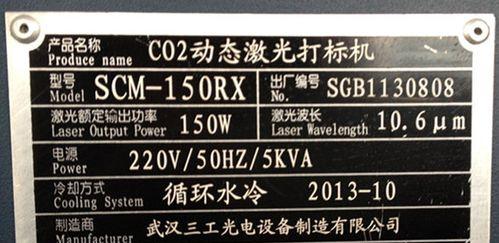 产品名称 CO2动态激光打标机
Produce name
型号 SCM-150RX 出厂编号 SGB1130808
Model No.
激光额定输出功率 150W 激光波长 10.6μm
Laser Output Power Laser Wavelength
电源 220V/50HZ/5KVA
Power
冷却方式 循环水冷 2013-10
Cooling System
制造商 武汉三工光电设备制造有限公司